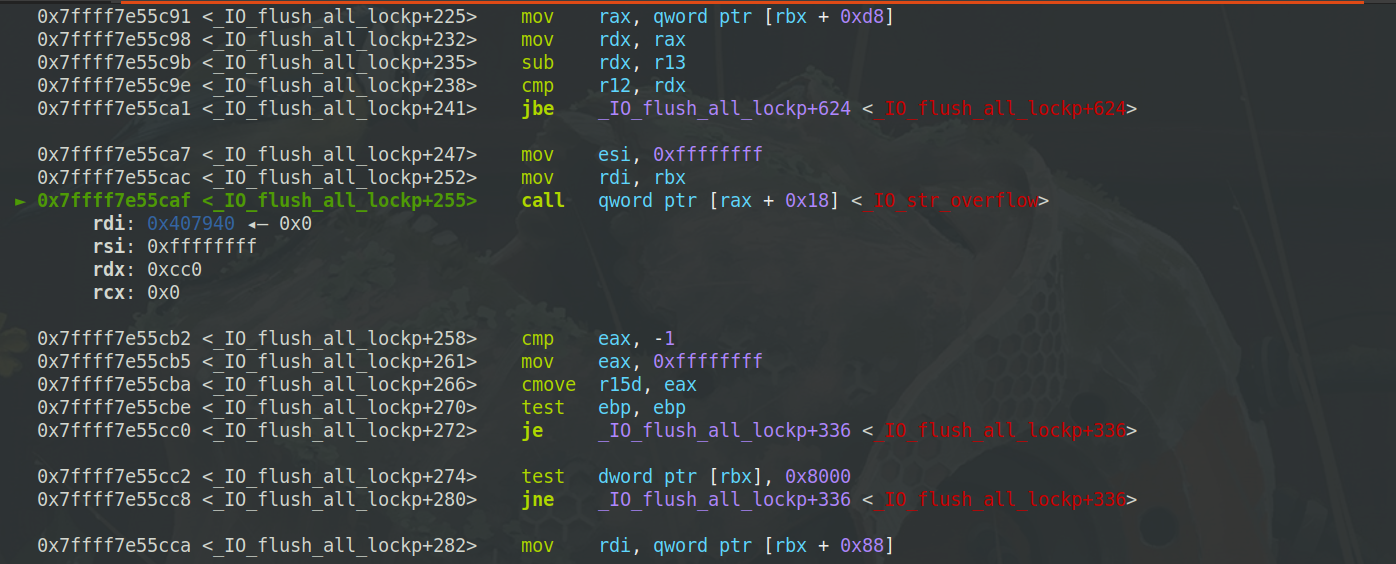 0x7ffff7e55c91 <_IO_flush_all_lockp+225> mov rax, qword ptr [rbx + 0xd8]
0x7ffff7e55c98 <_IO_flush_all_lockp+232> mov rdx, rax
0x7ffff7e55c9b <_IO_flush_all_lockp+235> sub rdx, r13
0x7ffff7e55c9e <_IO_flush_all_lockp+238> cmp r12, rdx
0x7ffff7e55ca1 <_IO_flush_all_lockp+241> jbe _IO_flush_all_lockp+624 <_IO_flush_all_lockp+624>
0x7ffff7e55ca7 <_IO_flush_all_lockp+247> mov esi, 0xffffffff
0x7ffff7e55cac <_IO_flush_all_lockp+252> mov rdi, rbx
► 0x7ffff7e55caf <_IO_flush_all_lockp+255> call qword ptr [rax + 0x18] <_IO_str_overflow>
rdi: 0x407940 ◂— 0x0
rsi: 0xffffffff
rdx: 0xcc0
rcx: 0x0
0x7ffff7e55cb2 <_IO_flush_all_lockp+258> cmp eax, -1
0x7ffff7e55cb5 <_IO_flush_all_lockp+261> mov eax, 0xffffffff
0x7ffff7e55cba <_IO_flush_all_lockp+266> cmove r15d, eax
0x7ffff7e55cbe <_IO_flush_all_lockp+270> test ebp, ebp
0x7ffff7e55cc0 <_IO_flush_all_lockp+272> je _IO_flush_all_lockp+336 <_IO_flush_all_lockp+336>
0x7ffff7e55cc2 <_IO_flush_all_lockp+274> test dword ptr [rbx], 0x8000
0x7ffff7e55cc8 <_IO_flush_all_lockp+280> jne _IO_flush_all_lockp+336 <_IO_flush_all_lockp+336>
0x7ffff7e55cca <_IO_flush_all_lockp+282> mov rdi, qword ptr [rbx + 0x88]